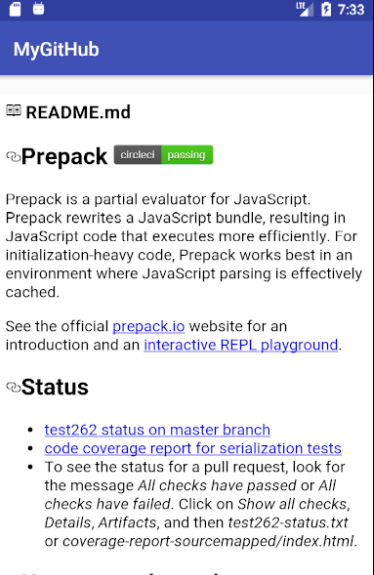 LTE 7:33
MyGitHub
README.md
Prepack circleci passing
Prepack is a partial evaluator for JavaScript.
Prepack rewrites a JavaScript bundle, resulting in
JavaScript code that executes more efficiently. For
initialization-heavy code, Prepack works best in an
environment where JavaScript parsing is effectively
cached.
See the official prepack.io website for an
introduction and an interactive REPL playground.
Status
• test262 status on master branch
• code coverage report for serialization tests
• To see the status for a pull request, look for
the message All checks have passed or All
checks have failed. Click on Show all checks,
Details, Artifacts, and then test262-status.txt
or coverage-report-sourcemapped/index.html.